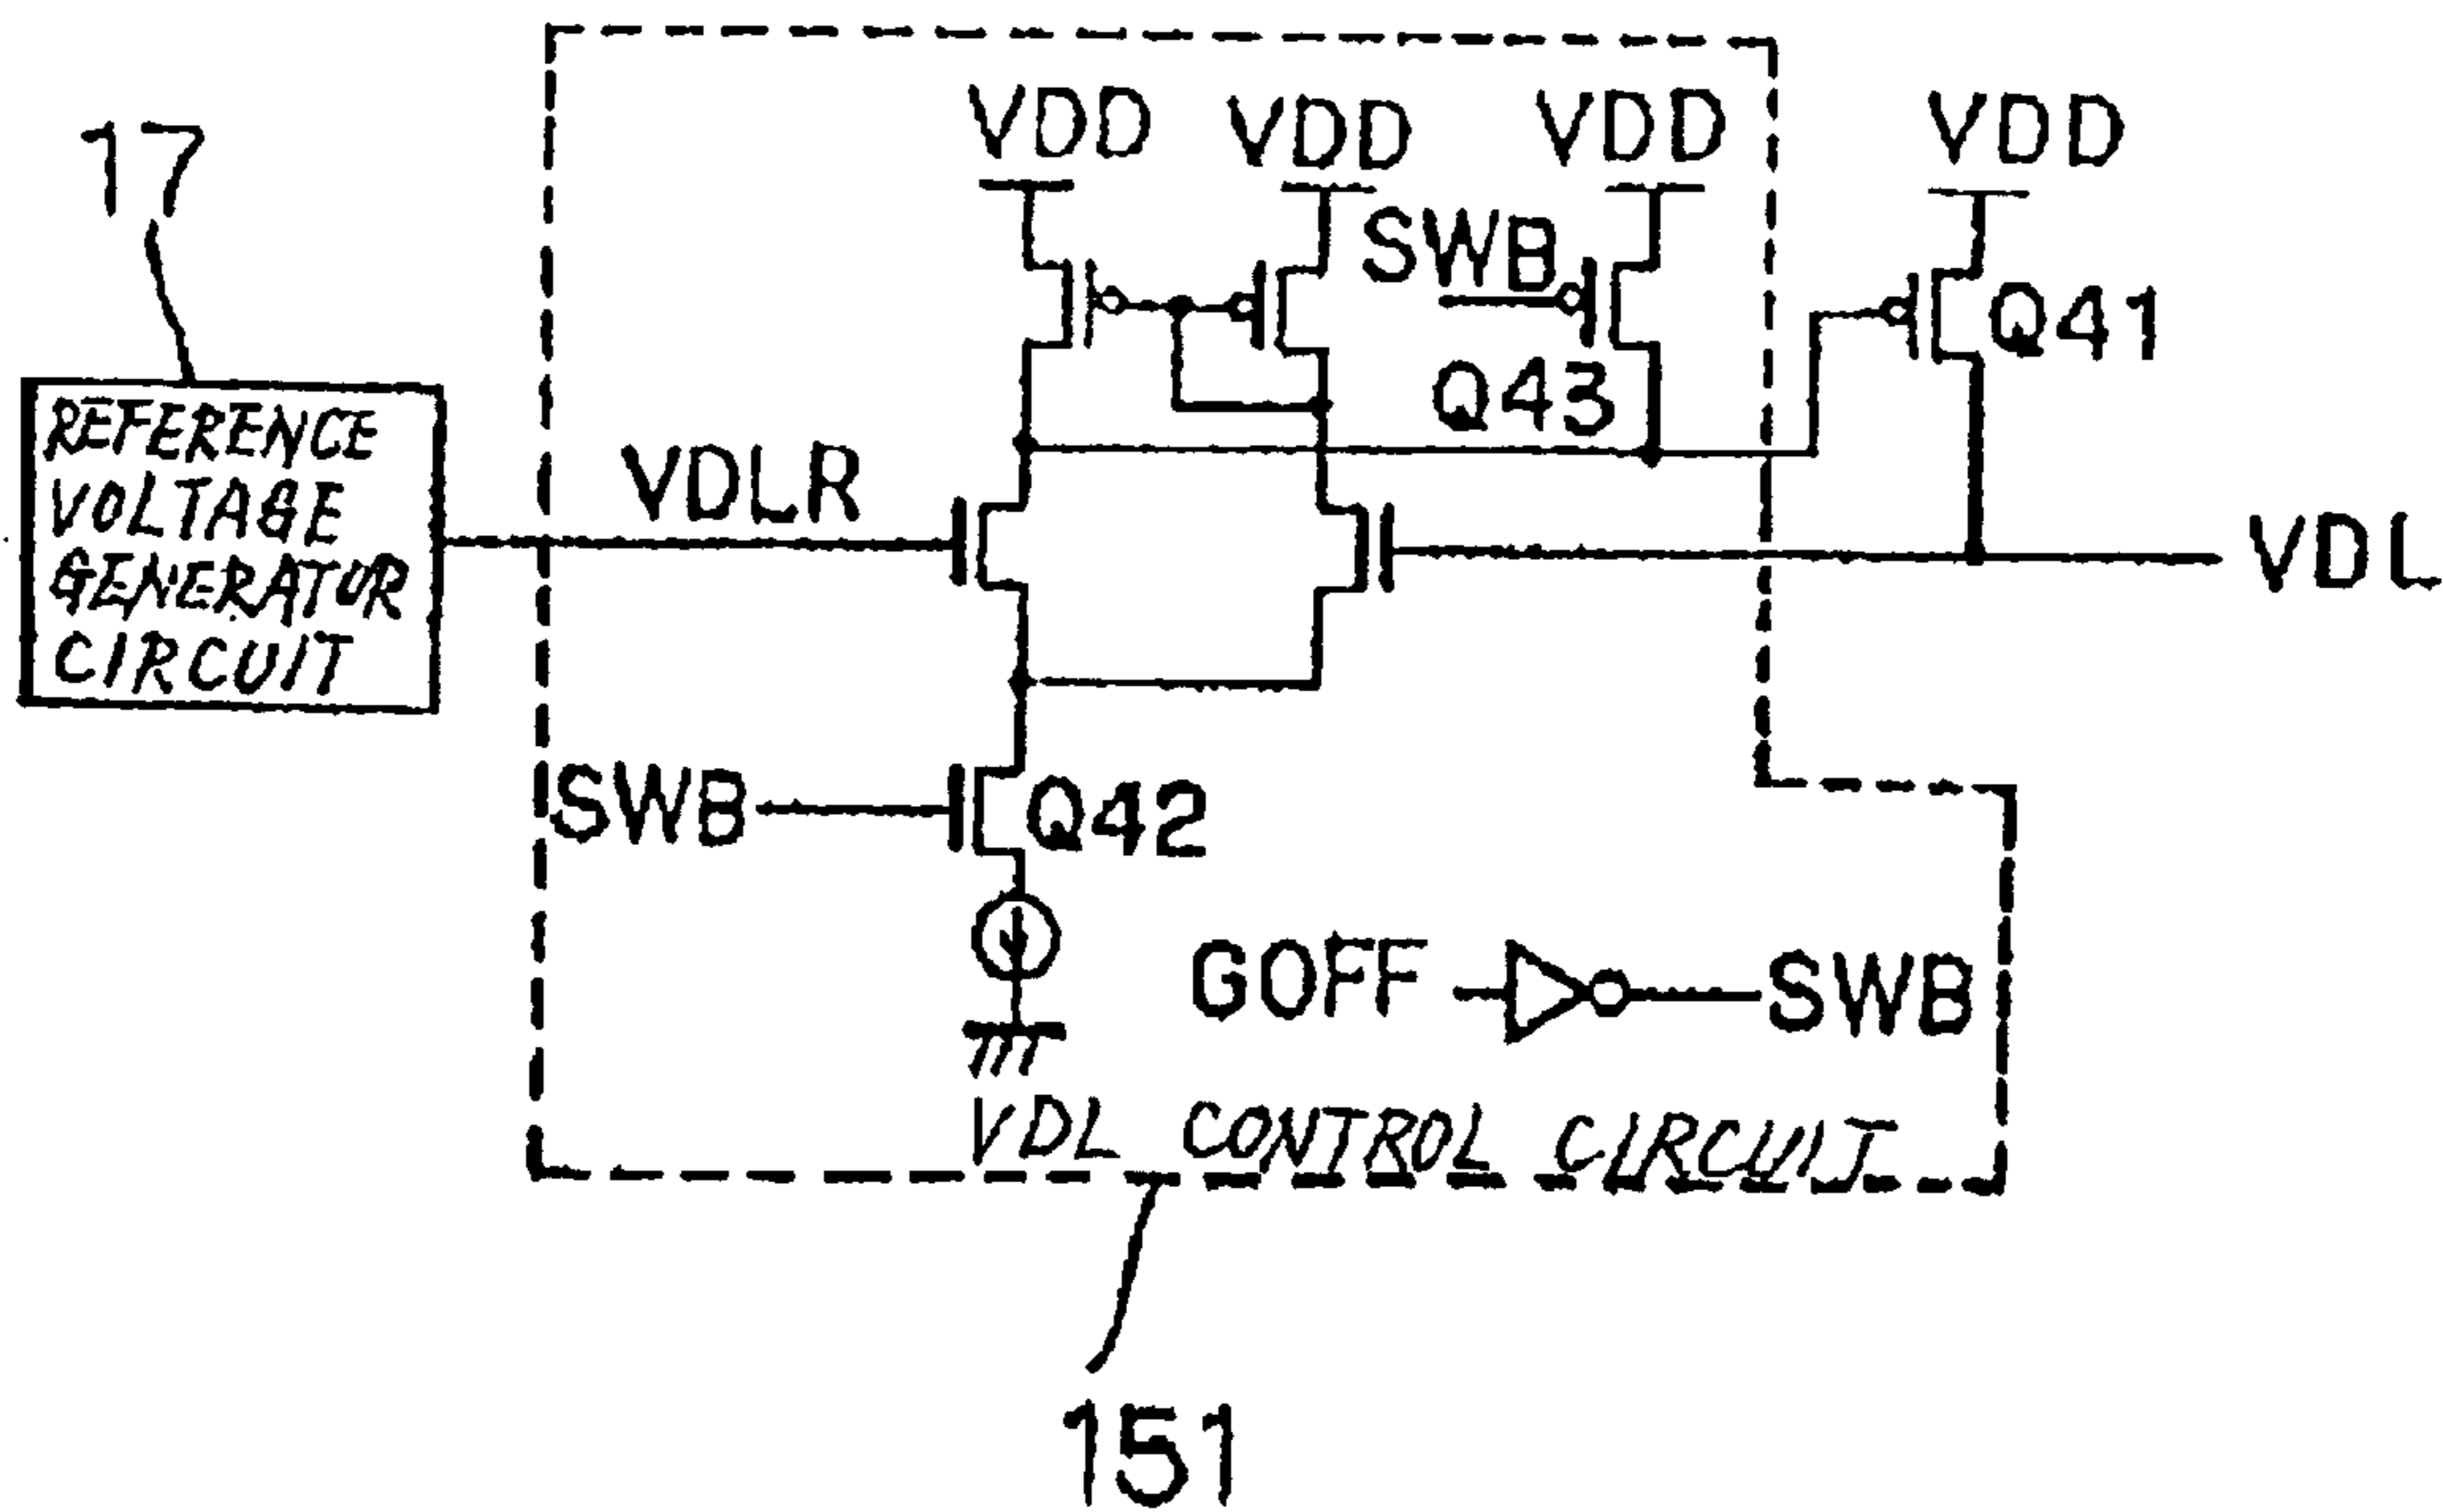 VDD VDD VDD VDD
17
SWB
Q41
Q43
REFERENCE
VOLTAGE
GENERATOR
CIRCUIT
VDLR
VDL
SWB
Q42
GOFF
SWB
VDL CONTROL CIRCUIT
151